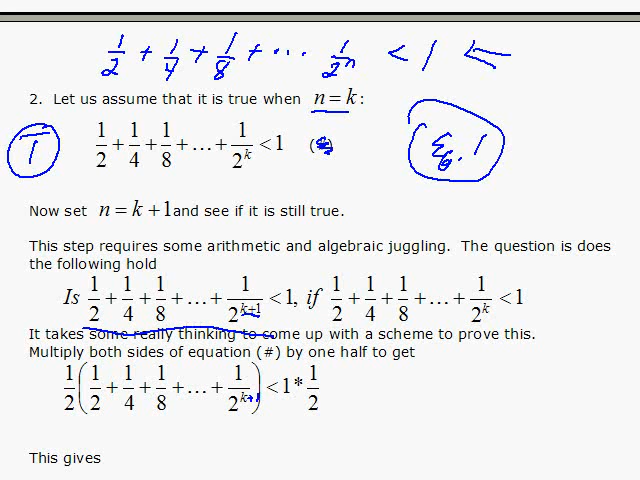 1/2 + 1/4 + 1/8 + ... 1/2^n < 1 ←
2. Let us assume that it is true when n = k :
T 1/2 + 1/4 + 1/8 + ... + 1/2^k < 1 Eq. 1
Now set n = k + 1 and see if it is still true.
This step requires some arithmetic and algebraic juggling. The question is does
the following hold
Is 1/2 + 1/4 + 1/8 + ... + 1/2^(k+1) < 1, if 1/2 + 1/4 + 1/8 + ... + 1/2^k < 1
It takes some really thinking to come up with a scheme to prove this.
Multiply both sides of equation (#) by one half to get
1/2 (1/2 + 1/4 + 1/8 + ... + 1/2^(k+1)) < 1 * 1/2
This gives